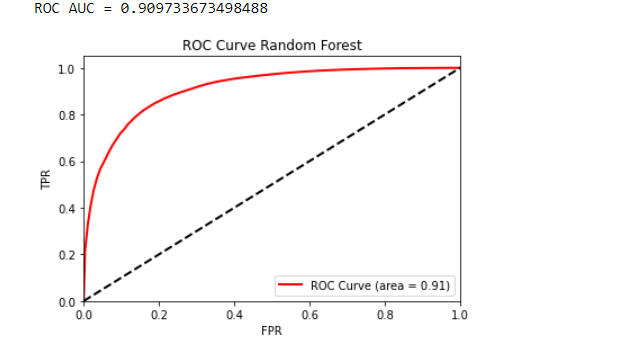 ROC AUC = 0.909733673498488
ROC Curve Random Forest
1.0
0.8
0.6
0.4
0.2
0.0
TPR
ROC Curve (area = 0.91)
0.0 0.2 0.4 0.6 0.8 1.0
FPR